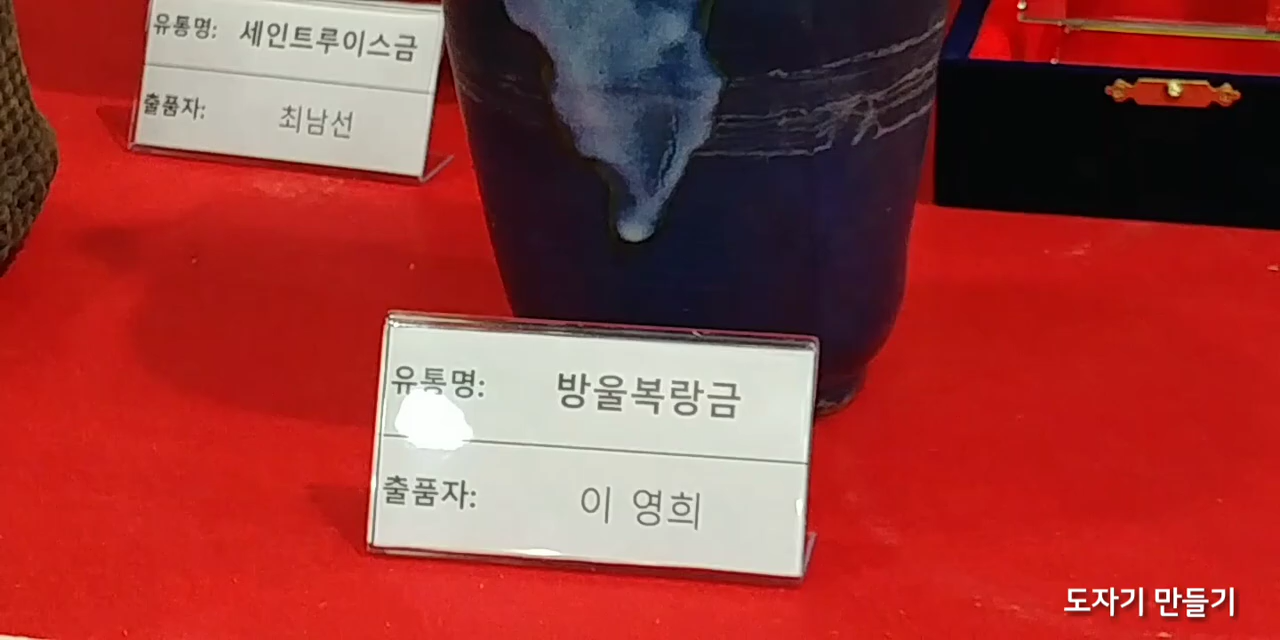 유통명: 세인트루이스금
출품자: 최남선
유통명: 방울복랑금
출품자: 이 영희
도자기 만들기